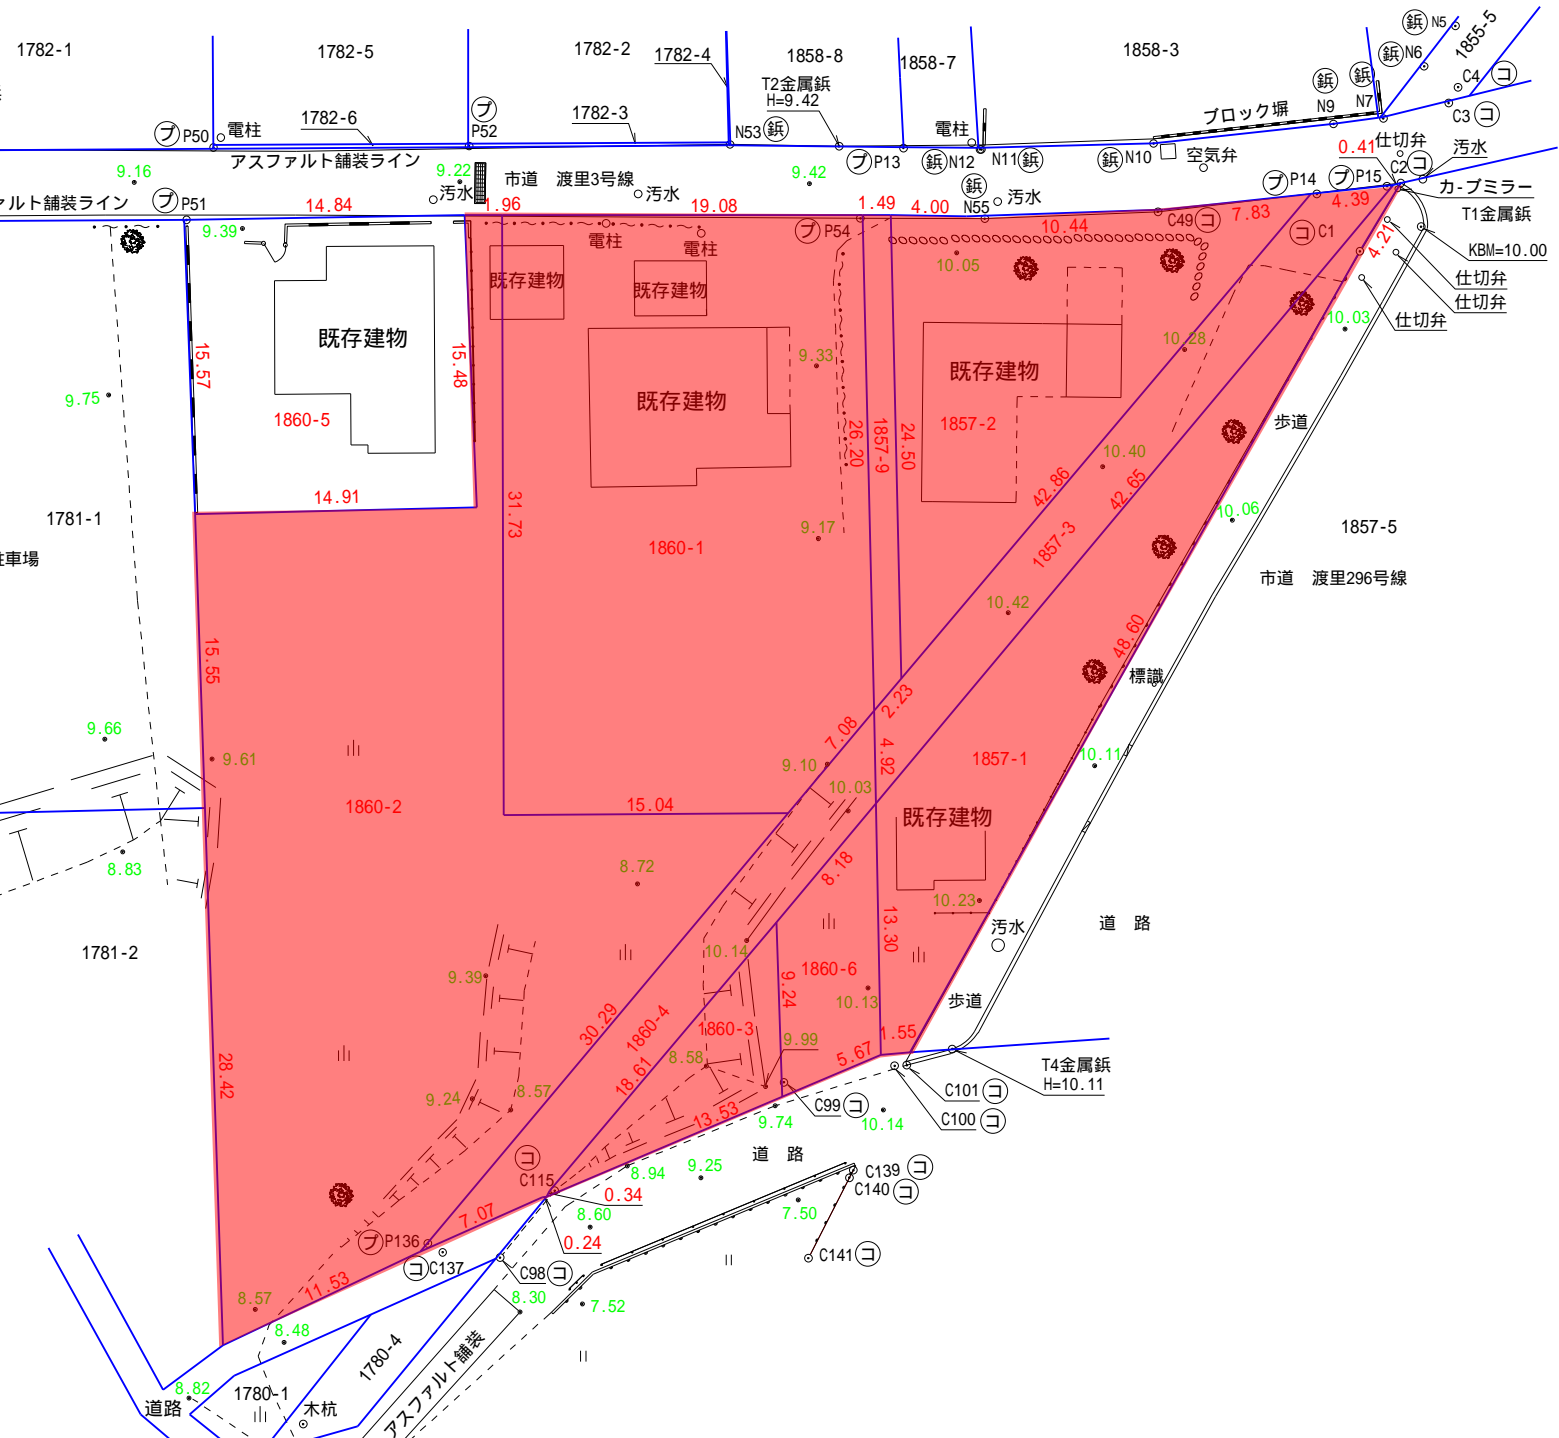 1782-1
1782-5
1782-2
1782-4
1858-8
1858-7
1858-3
1855-5
鋲 N5
鋲 N6
C4 コ
C3 コ
T2金属鋲
H=9.42
プ P50
電柱
1782-6
プ
P52
1782-3
N53 鋲
プ P13
電柱
鋲 N12
N11 鋲
鋲 N10
ブロック塀
鋲
N9
鋲
N7
空気弁
仕切弁
0.41
C2 コ
汚水
カ-ブミラー
アスファルト舗装ライン
9.16
9.22
汚水
市道 渡里3号線
汚水
9.42
鋲
N55
汚水
プ P14
プ P15
T1金属鋲
KBM=10.00
ァルト舗装ライン
プ P51
14.84
1.96
19.08
1.49
4.00
10.44
7.83
4.39
4.21
9.39
電柱
電柱
プ P54
C49 コ
コ C1
10.05
仕切弁
仕切弁
仕切弁
10.03
既存建物
既存建物
既存建物
既存建物
既存建物
15.57
15.48
9.33
10.28
9.75
1860-5
26.20
1857-9
24.50
1857-2
10.40
42.86
42.65
歩道
14.91
31.73
1781-1
9.17
1860-1
10.06
1857-5
駐車場
1857-3
市道 渡里296号線
10.42
15.55
48.60
標識
2.23
7.08
4.92
9.66
9.61
9.10
10.03
1857-1
10.11
1860-2
15.04
既存建物
8.83
8.72
8.18
10.23
13.30
汚水
道 路
1781-2
10.14
9.39
1860-6
9.24
10.13
歩道
30.29
1860-4
1860-3
9.99
1.55
5.67
8.58
18.61
28.42
9.24
8.57
T4金属鋲
H=10.11
C101 コ
C100 コ
C99 コ
13.53
9.74
10.14
道 路
コ
C115
8.94
9.25
C139 コ
C140 コ
0.34
7.07
8.60
7.50
プ P136
0.24
C141 コ
コ C137
C98 コ
11.53
8.57
8.30
7.52
8.48
1780-4
アスファルト舗装
8.82
1780-1
道路
木杭